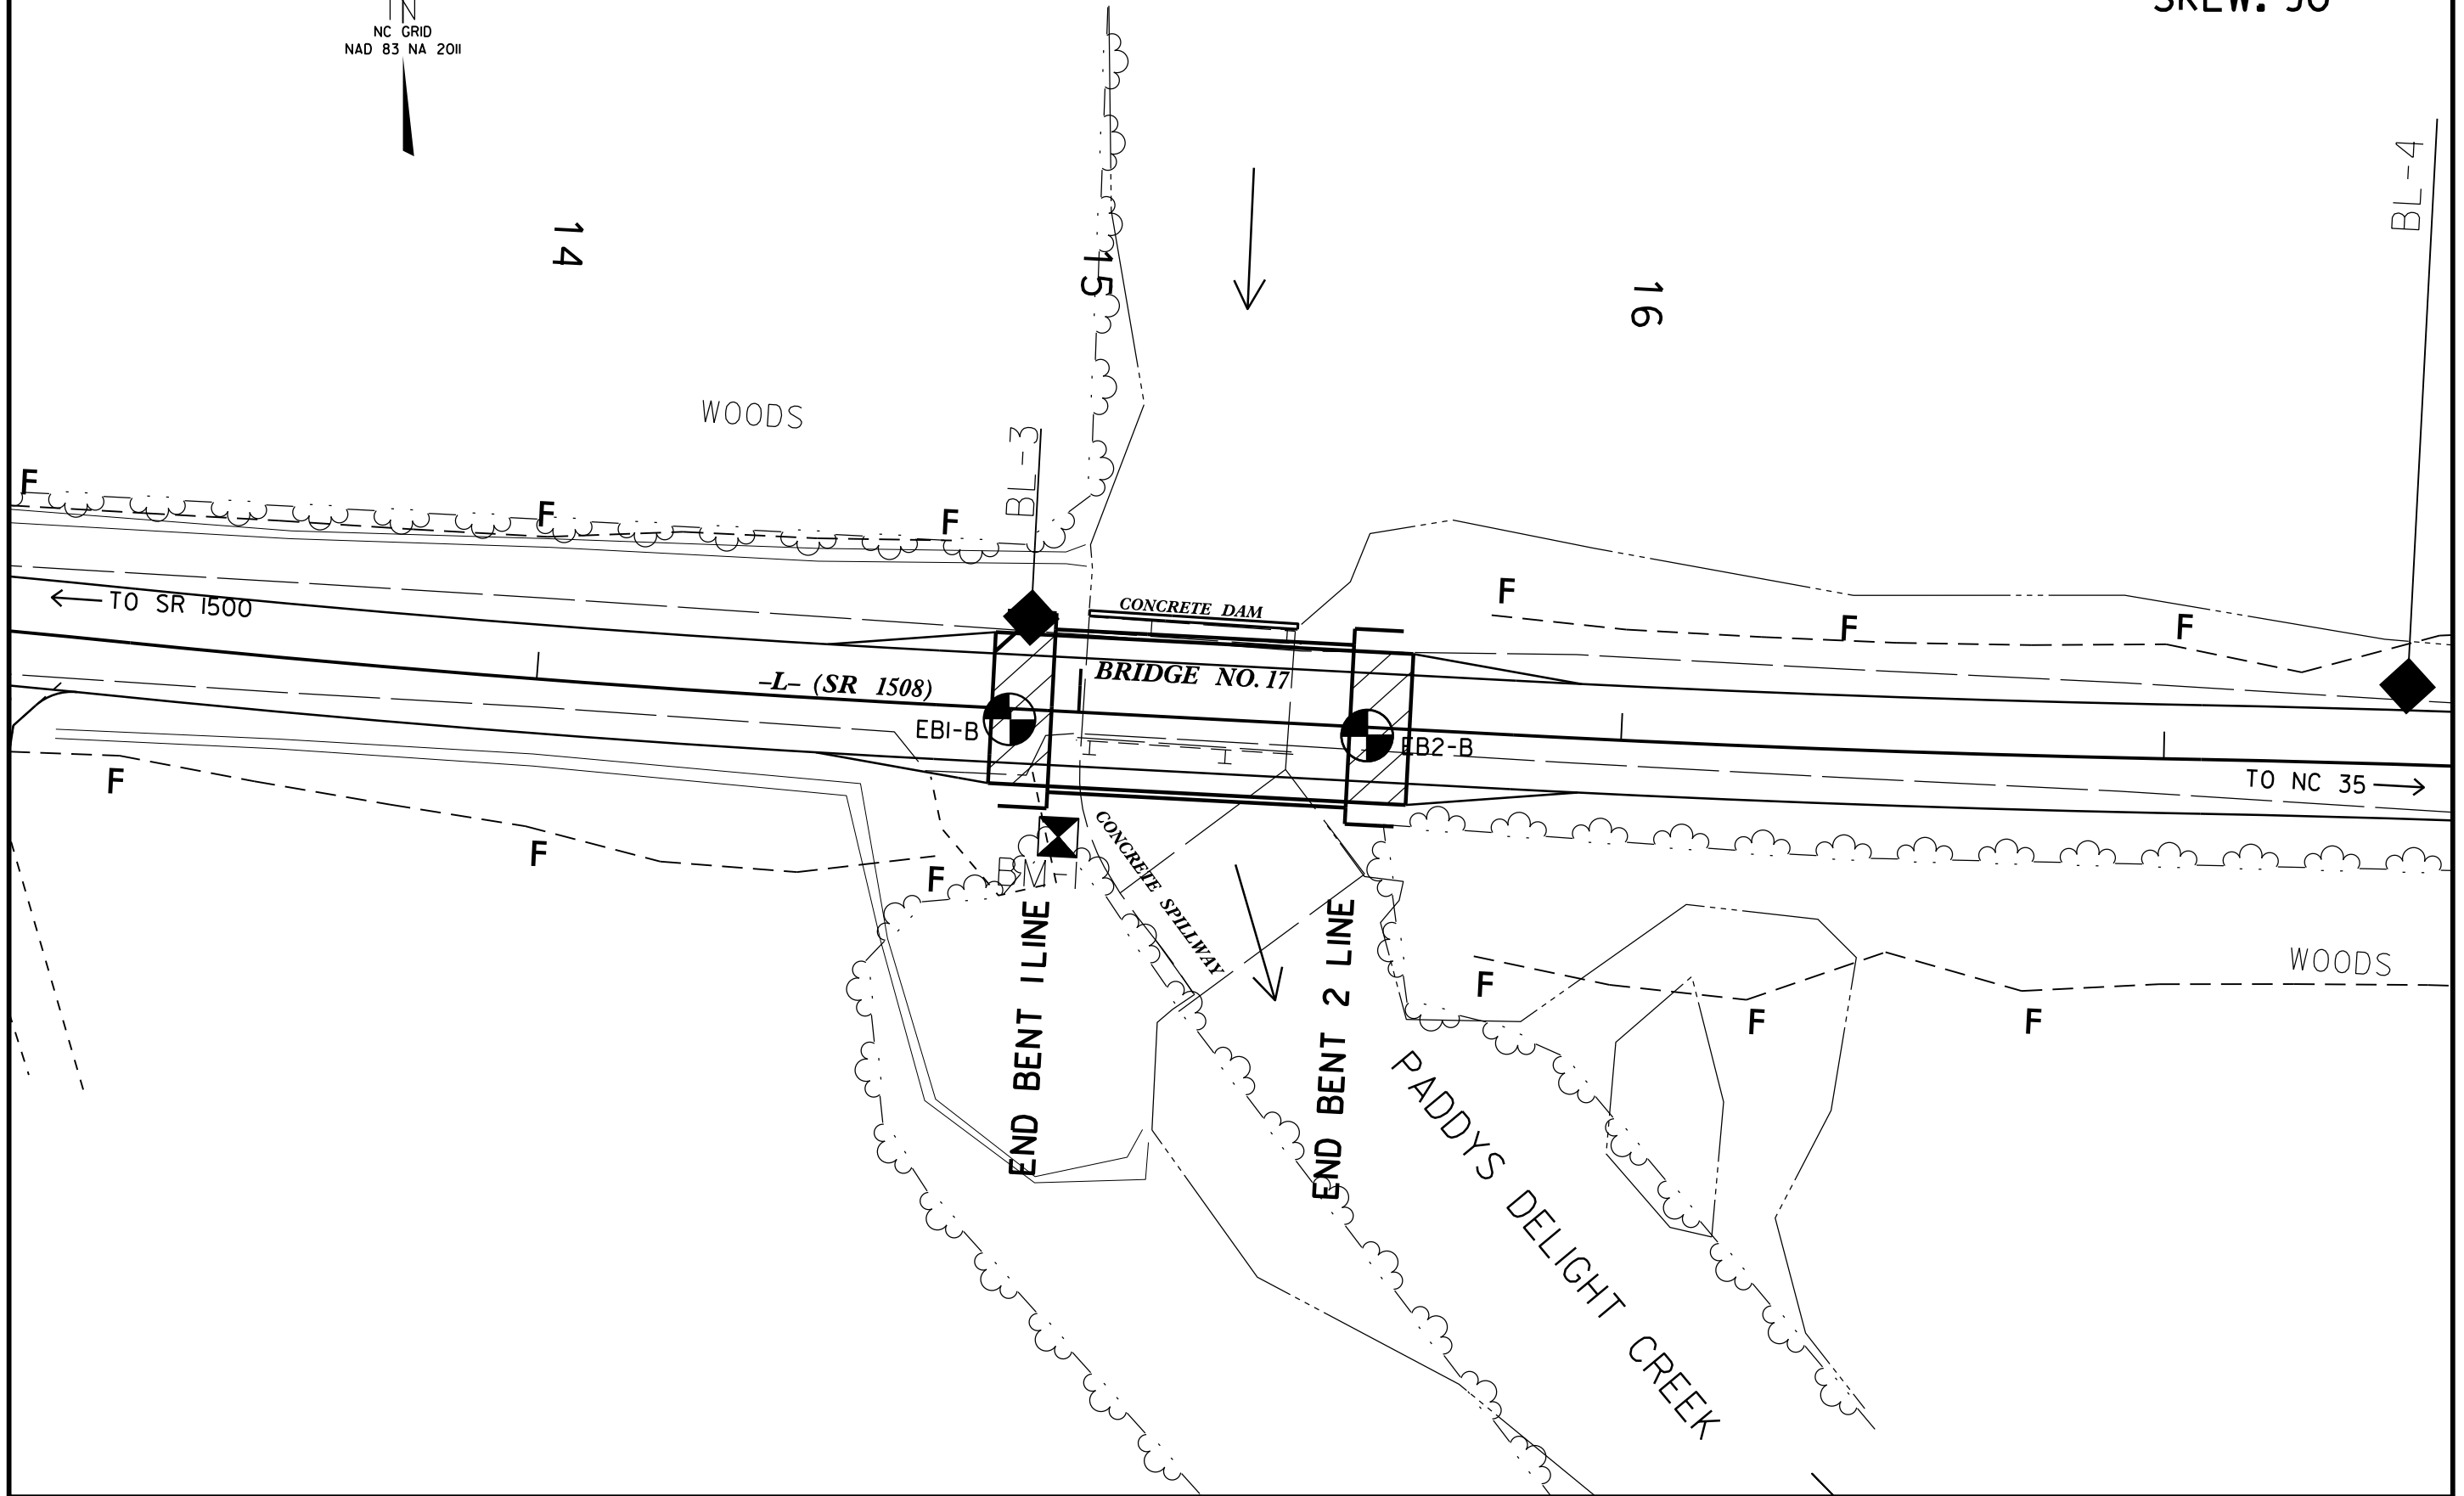 N
NC GRID
NAD 83 NA 2011
14
15
16
BL-4
WOODS
BL-3
F
F
F
F
F
F
TO SR 1500
CONCRETE DAM
-L- (SR 1508)
BRIDGE NO. 17
EB1-B
EB2-B
TO NC 35
F
F
F
BM-1
CONCRETE SPILLWAY
END BENT 1 LINE
END BENT 2 LINE
WOODS
F
F
F
PADDYS DELIGHT CREEK